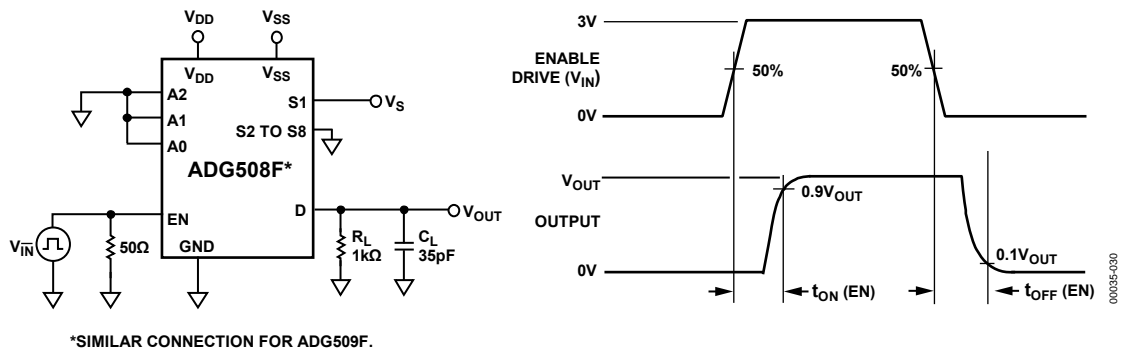 VDD
VSS
VDD
VSS
A2
A1
A0
S1
VS
S2 TO S8
ADG508F*
EN
D
VOUT
VIN
50Ω
GND
RL
1kΩ
CL
35pF
*SIMILAR CONNECTION FOR ADG509F.
3V
ENABLE
DRIVE (VIN)
50%
50%
0V
VOUT
0.9VOUT
OUTPUT
0.1VOUT
0V
tON (EN)
tOFF (EN)
00035-030